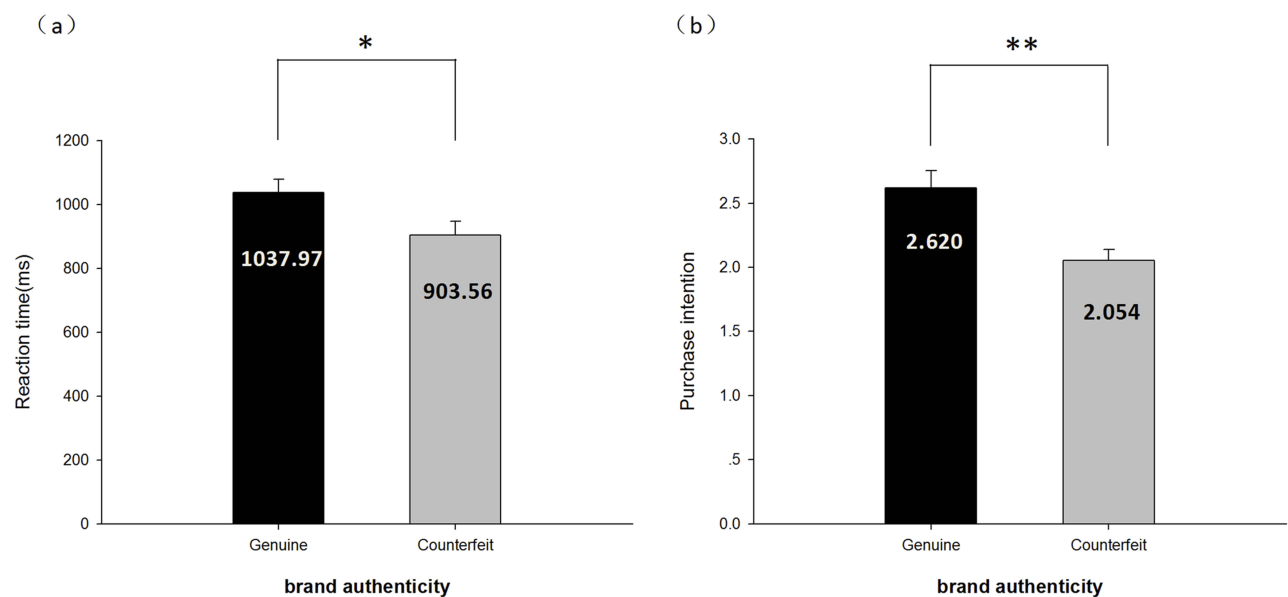 （a）
*
1200
1000
800
600
400
200
0
Reaction time(ms)
1037.97
903.56
Genuine
Counterfeit
brand authenticity
（b）
**
3.0
2.5
2.0
1.5
1.0
.5
0.0
Purchase intention
2.620
2.054
Genuine
Counterfeit
brand authenticity